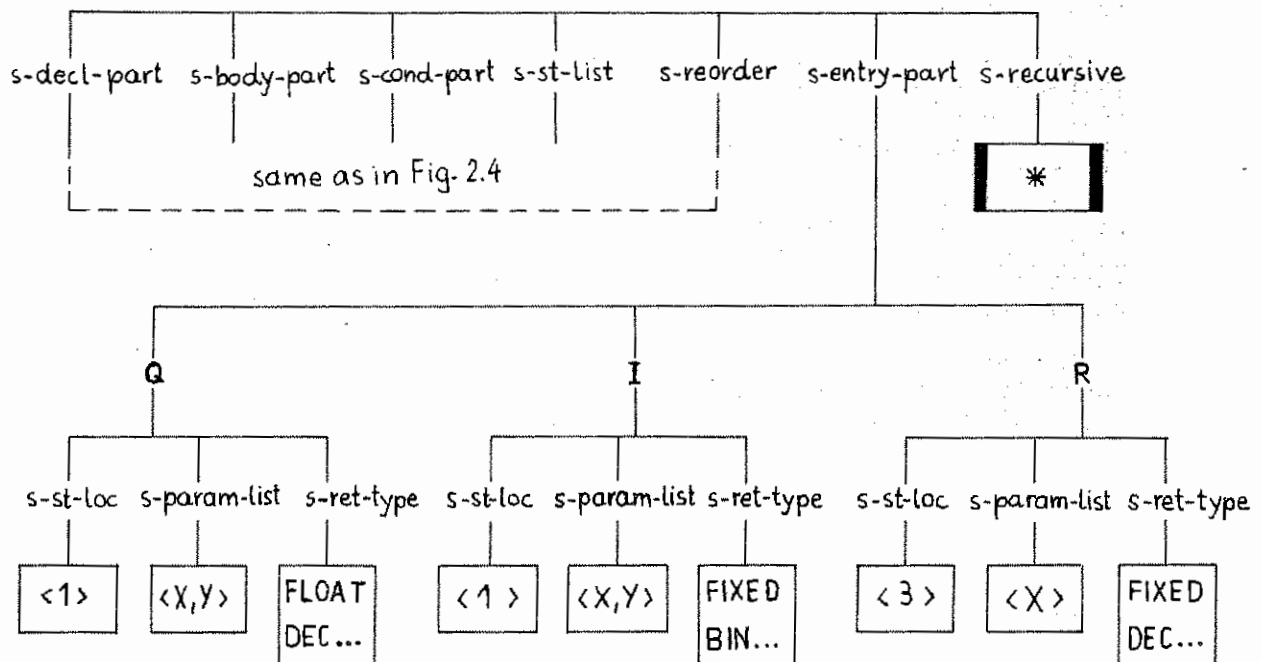 s-decl-part s-body-part s-cond-part s-st-list s-reorder s-entry-part s-recursive
same as in Fig. 2.4
*
Q I R
s-st-loc s-param-list s-ret-type s-st-loc s-param-list s-ret-type s-st-loc s-param-list s-ret-type
<1> <X,Y> FLOAT <1> <X,Y> FIXED <3> <X> FIXED
DEC... BIN... DEC...